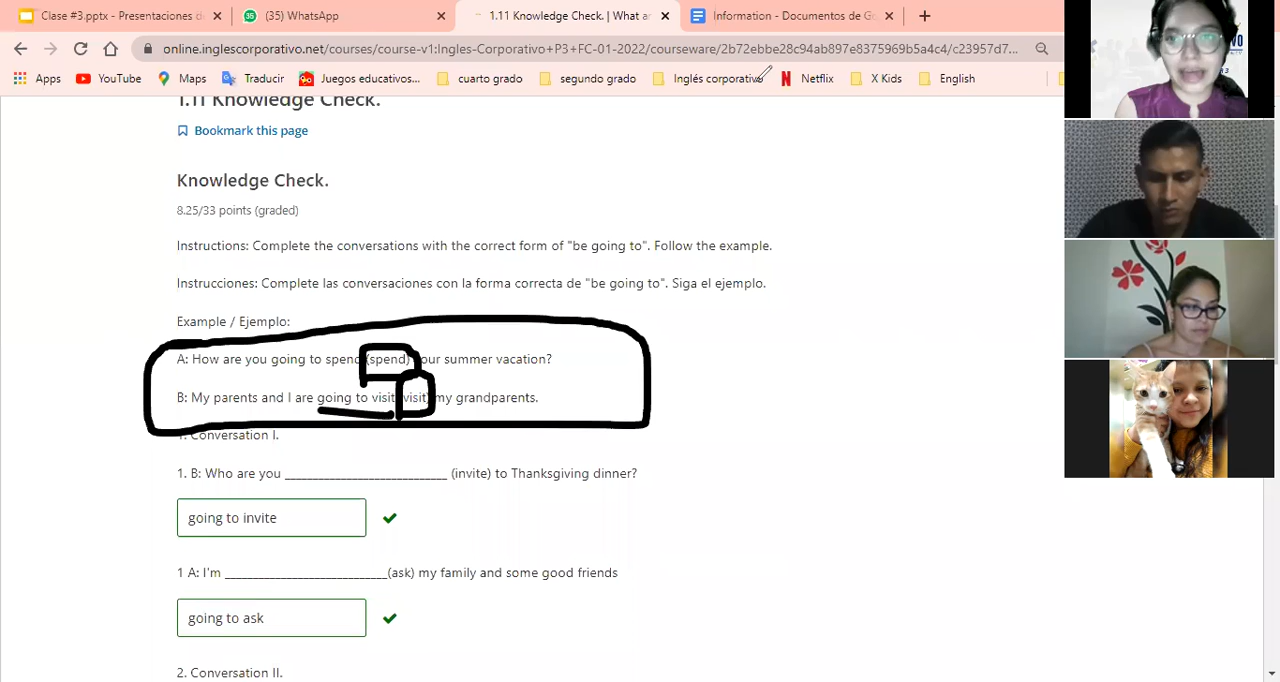 Clase #3.pptx - Presentaciones d
(35) WhatsApp
1.11 Knowledge Check. | What a
Information - Documentos de G
online.inglescorporativo.net/courses/course-v1:Ingles-Corporativo+P3+FC-01-2022/courseware/2b72ebbe28c94ab897e8375969b5a4c4/c23957d7...
Apps YouTube Maps Traducir Juegos educativos... cuarto grado segundo grado Inglés corporativo Netflix X Kids English
1.11 Knowledge Check.
Bookmark this page
Knowledge Check.
8.25/33 points (graded)
Instructions: Complete the conversations with the correct form of "be going to". Follow the example.
Instrucciones: Complete las conversaciones con la forma correcta de "be going to". Siga el ejemplo.
Example / Ejemplo:
A: How are you going to spend (spend) your summer vacation?
B: My parents and I are going to visit (visit) my grandparents.
1. Conversation I.
1. B: Who are you ____________________________ (invite) to Thanksgiving dinner?
going to invite
1 A: I'm ____________________________(ask) my family and some good friends
going to ask
2. Conversation II.